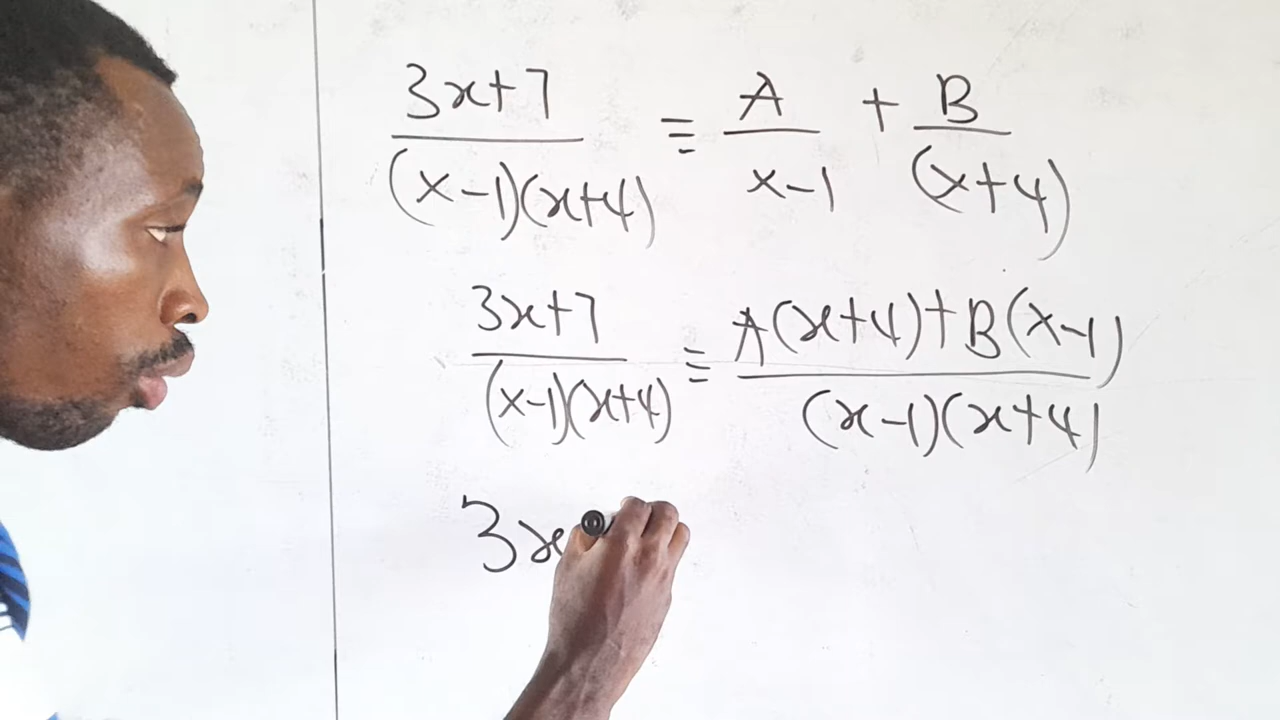 3x+7 A B
≡ +
(x-1)(x+4) x-1 (x+4)
3x+7 A(x+4)+B(x-1)
≡
(x-1)(x+4) (x-1)(x+4)
3x